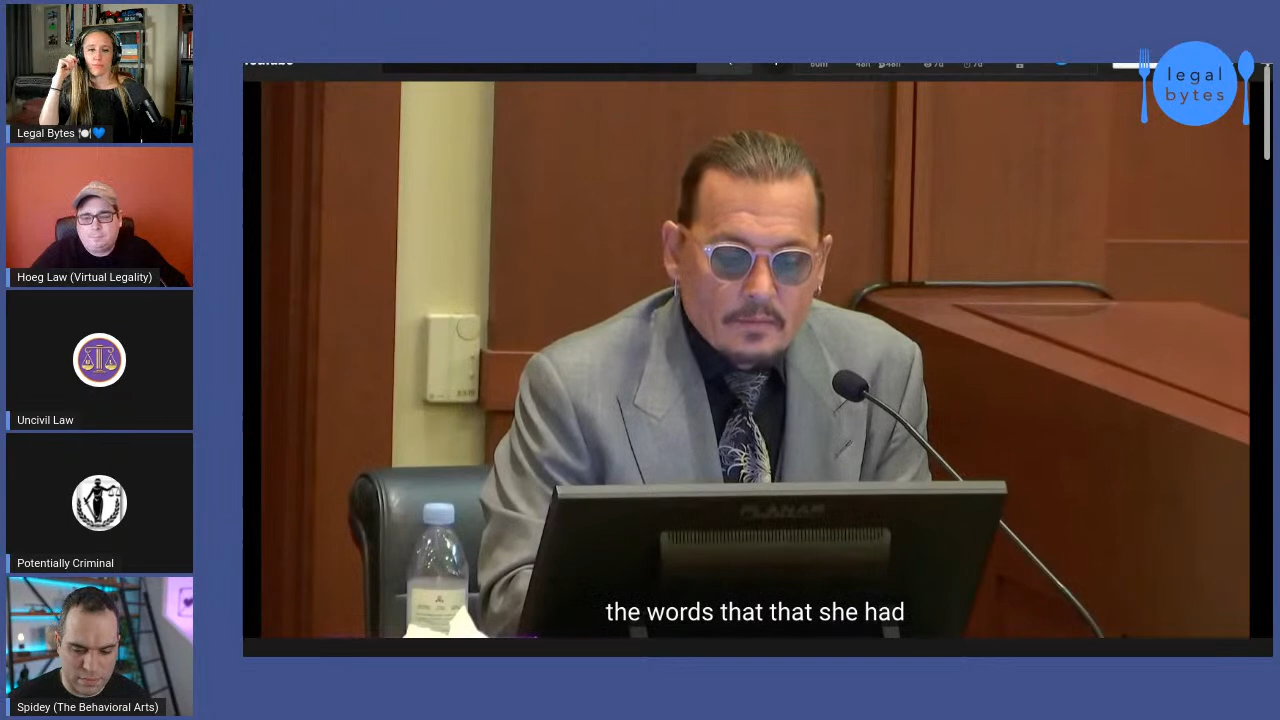 Legal Bytes 🍽️💙
Hoeg Law (Virtual Legality)
Uncivil Law
Potentially Criminal
Spidey (The Behavioral Arts)
legal
bytes
PLANAR
the words that that she had